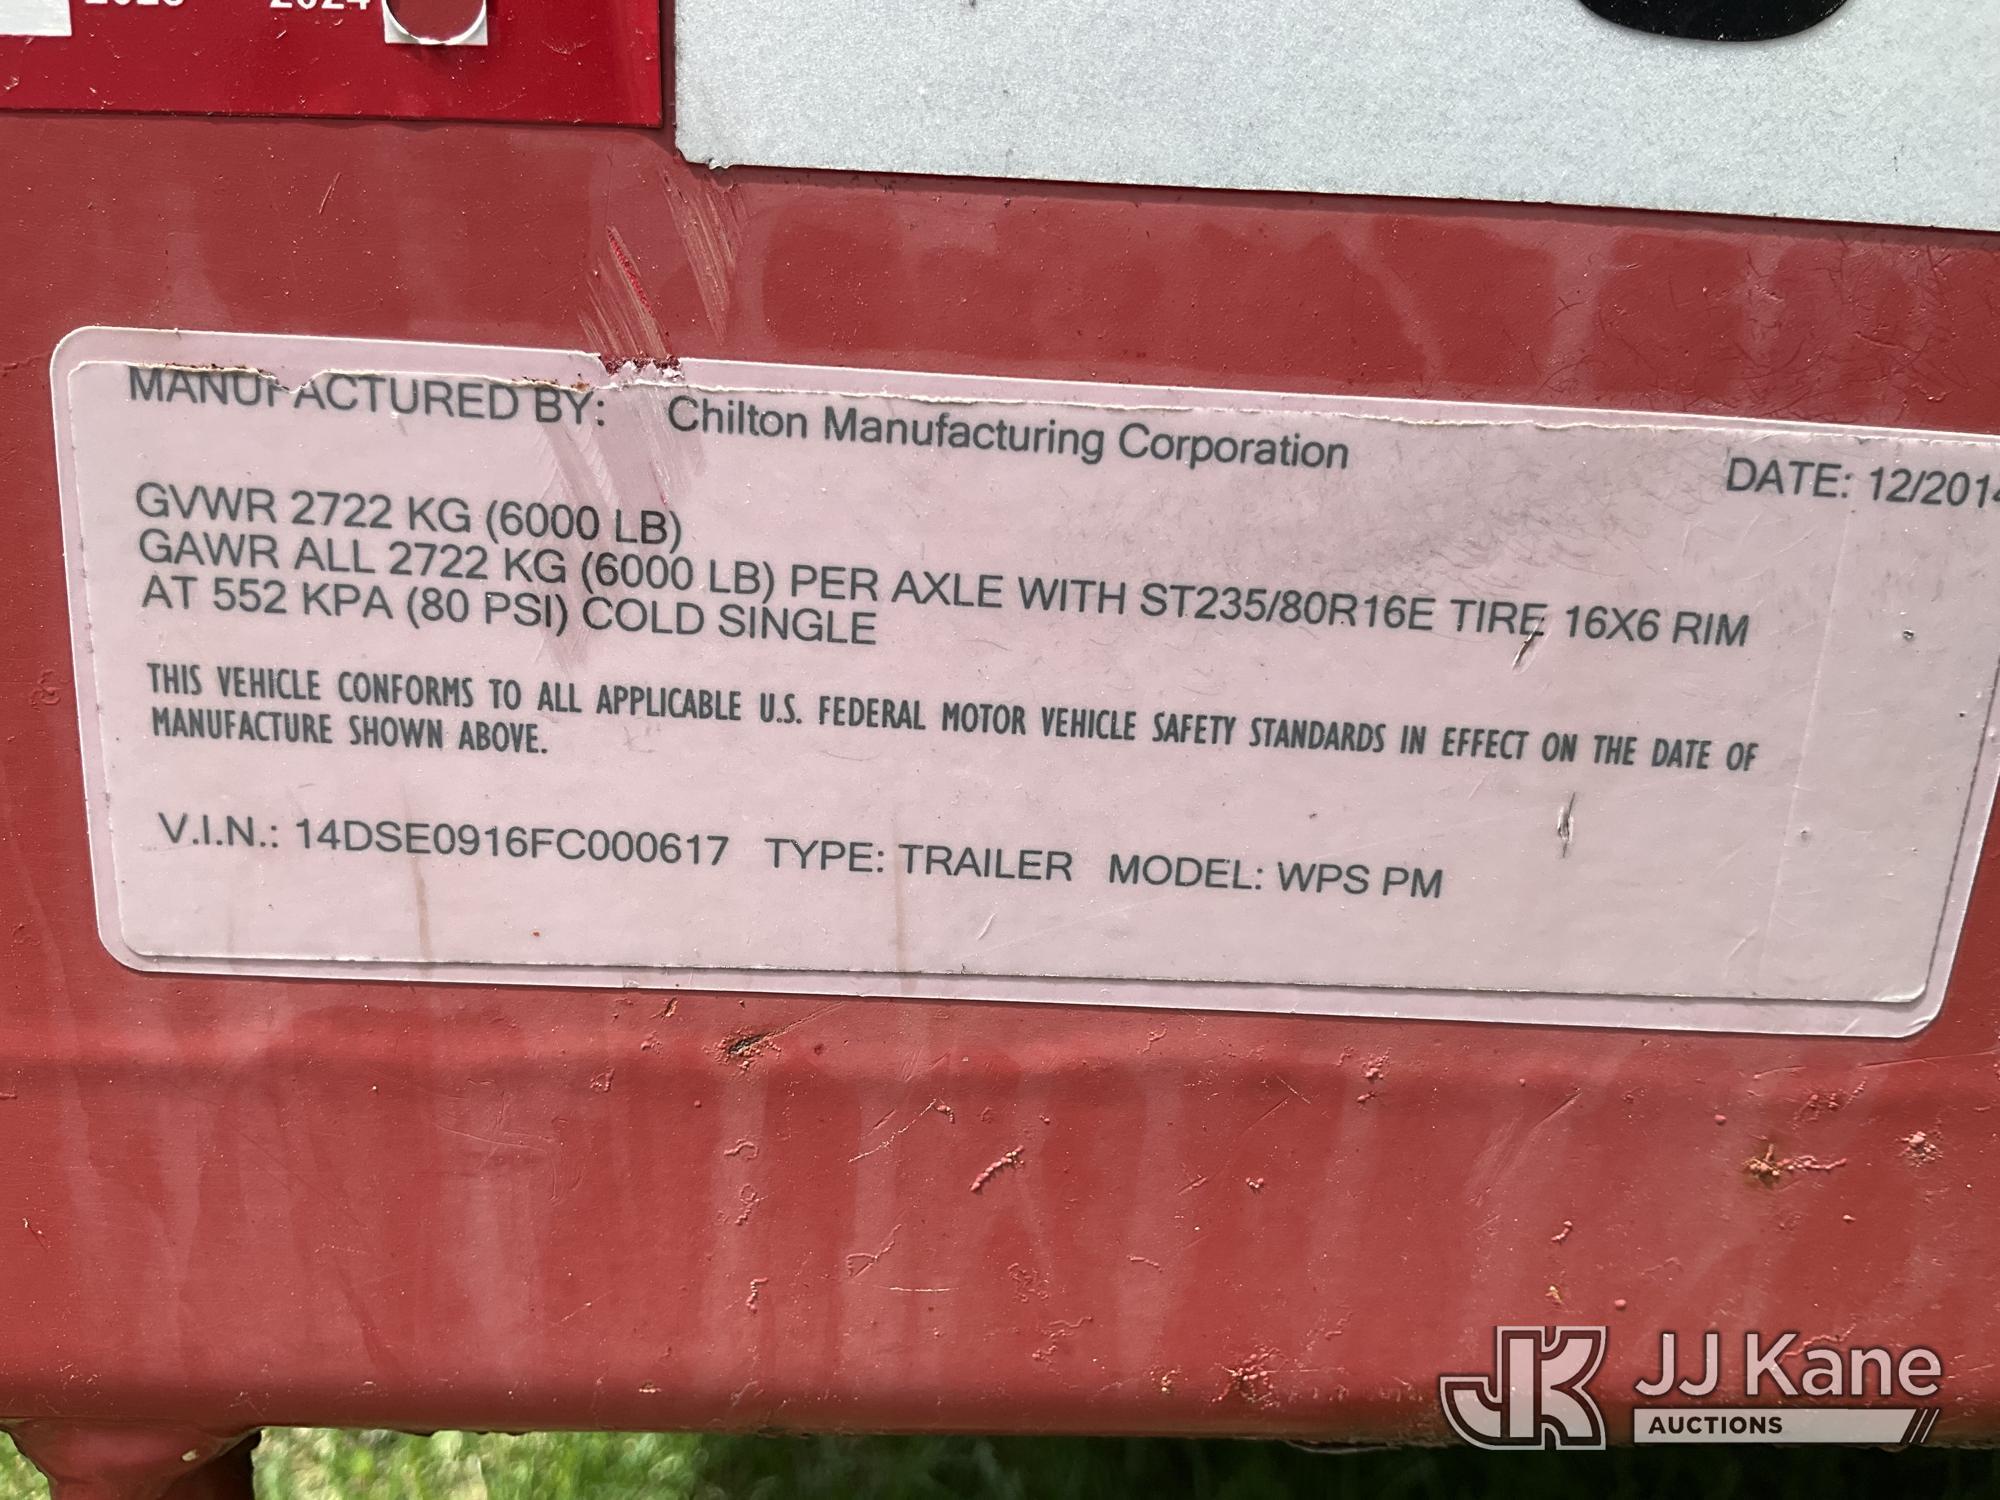 2024
MANUFACTURED BY: Chilton Manufacturing Corporation
DATE: 12/2014
GVWR 2722 KG (6000 LB)
GAWR ALL 2722 KG (6000 LB) PER AXLE WITH ST235/80R16E TIRE 16X6 RIM
AT 552 KPA (80 PSI) COLD SINGLE
THIS VEHICLE CONFORMS TO ALL APPLICABLE U.S. FEDERAL MOTOR VEHICLE SAFETY STANDARDS IN EFFECT ON THE DATE OF
MANUFACTURE SHOWN ABOVE.
V.I.N.: 14DSE0916FC000617 TYPE: TRAILER MODEL: WPS PM
JK JJ Kane
AUCTIONS